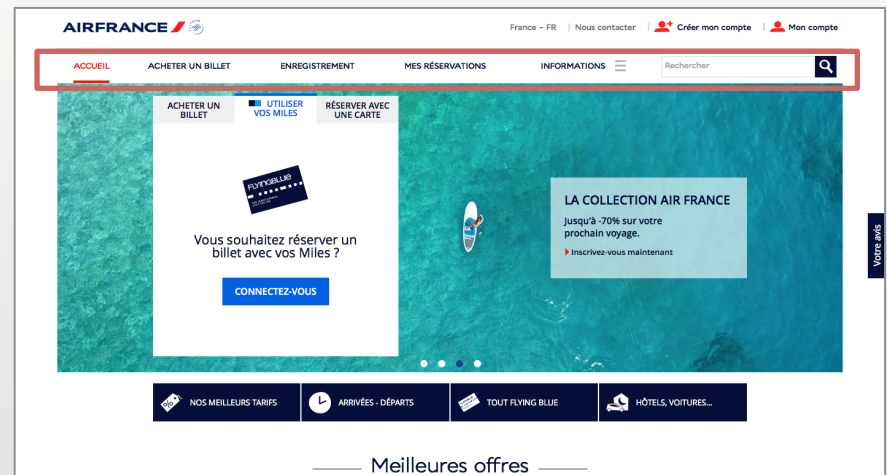 AIRFRANCE
France - FR | Nous contacter | Créer mon compte | Mon compte
ACCUEIL ACHETER UN BILLET ENREGISTREMENT MES RÉSERVATIONS INFORMATIONS Rechercher
ACHETER UN
BILLET
UTILISER
VOS MILES
RÉSERVER AVEC
UNE CARTE
FLYINGBLUE
Vous souhaitez réserver un
billet avec vos Miles ?
CONNECTEZ-VOUS
LA COLLECTION AIR FRANCE
Jusqu'à -70% sur votre
prochain voyage.
Inscrivez-vous maintenant
Votre avis
NOS MEILLEURS TARIFS ARRIVÉES - DÉPARTS TOUT FLYING BLUE HÔTELS, VOITURES...
Meilleures offres